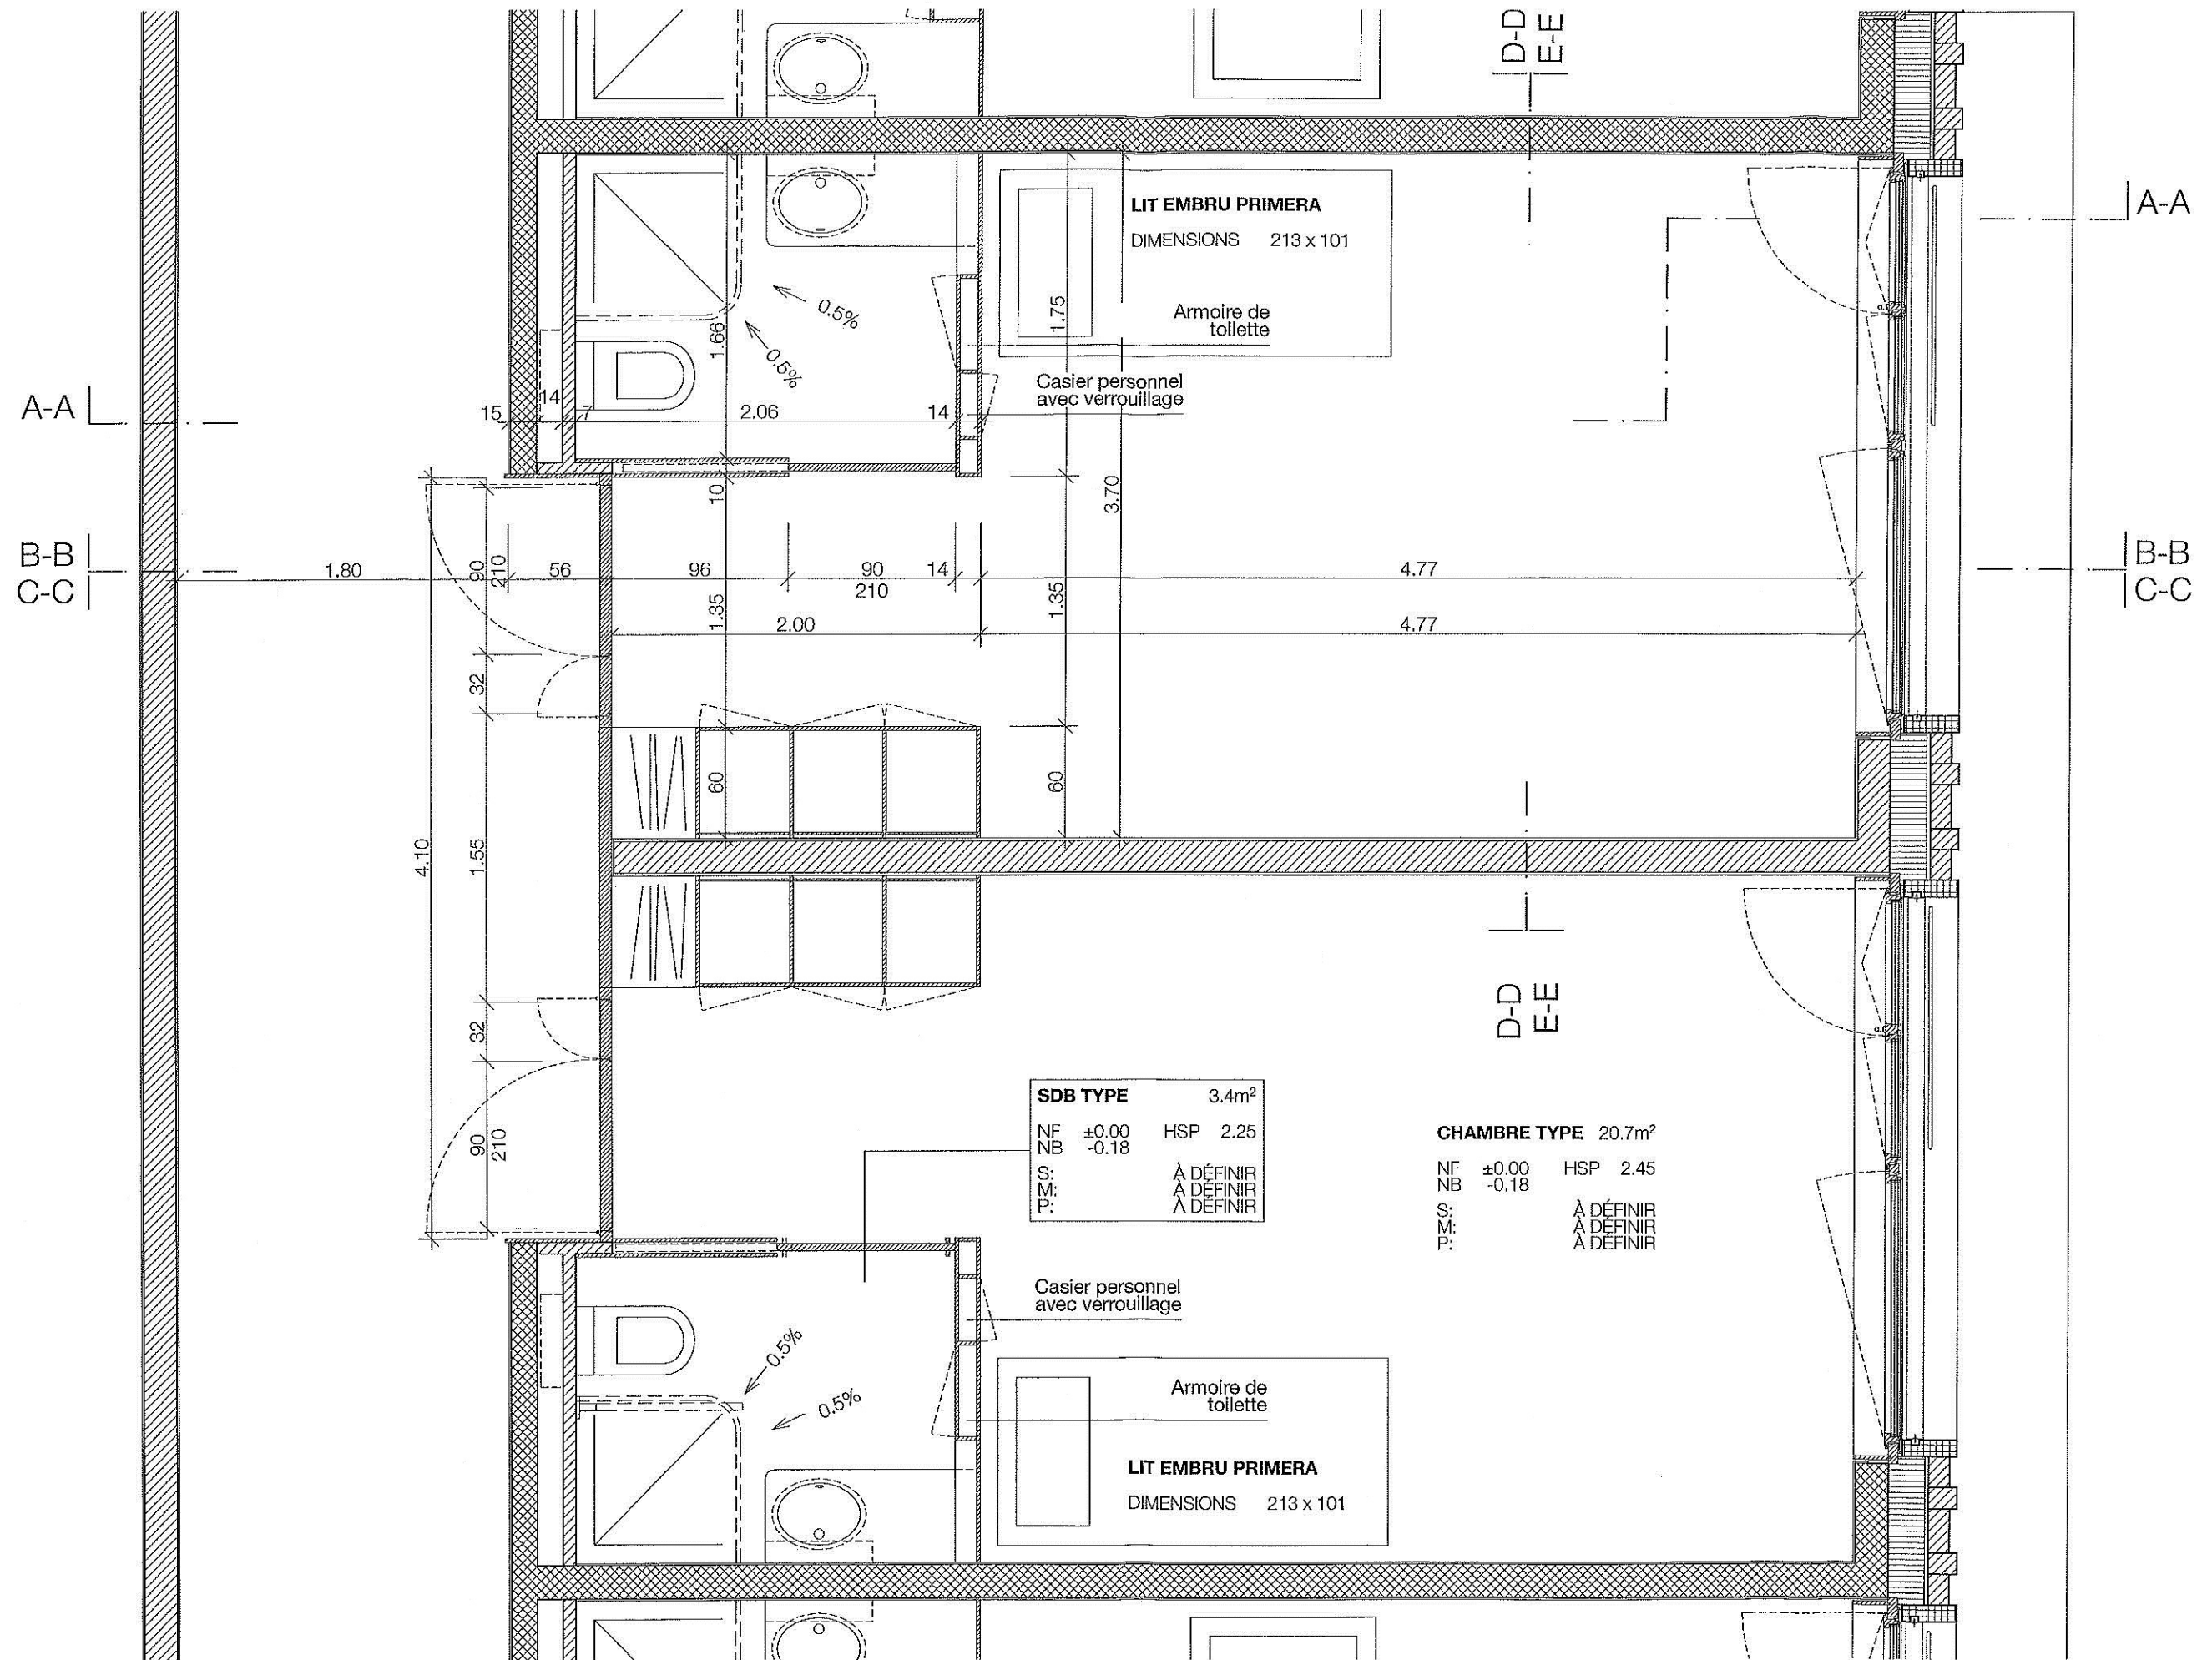 D-D
E-E
A-A
LIT EMBRU PRIMERA
DIMENSIONS 213 x 101
Armoire de
toilette
0.5%
0.5%
1.66
1.75
Casier personnel
avec verrouillage
A-A
15
14
7
2.06
14
10
3.70
B-B
C-C
1.80
90
210
56
96
90
210
14
4.77
B-B
C-C
1.35
1.35
2.00
4.77
32
60
60
4.10
1.55
D-D
E-E
32
90
210
SDB TYPE 3.4m²
NF ±0.00 HSP 2.25
NB -0.18
S: À DÉFINIR
M: À DÉFINIR
P: À DÉFINIR
CHAMBRE TYPE 20.7m²
NF ±0.00 HSP 2.45
NB -0.18
S: À DÉFINIR
M: À DÉFINIR
P: À DÉFINIR
Casier personnel
avec verrouillage
0.5%
0.5%
Armoire de
toilette
LIT EMBRU PRIMERA
DIMENSIONS 213 x 101